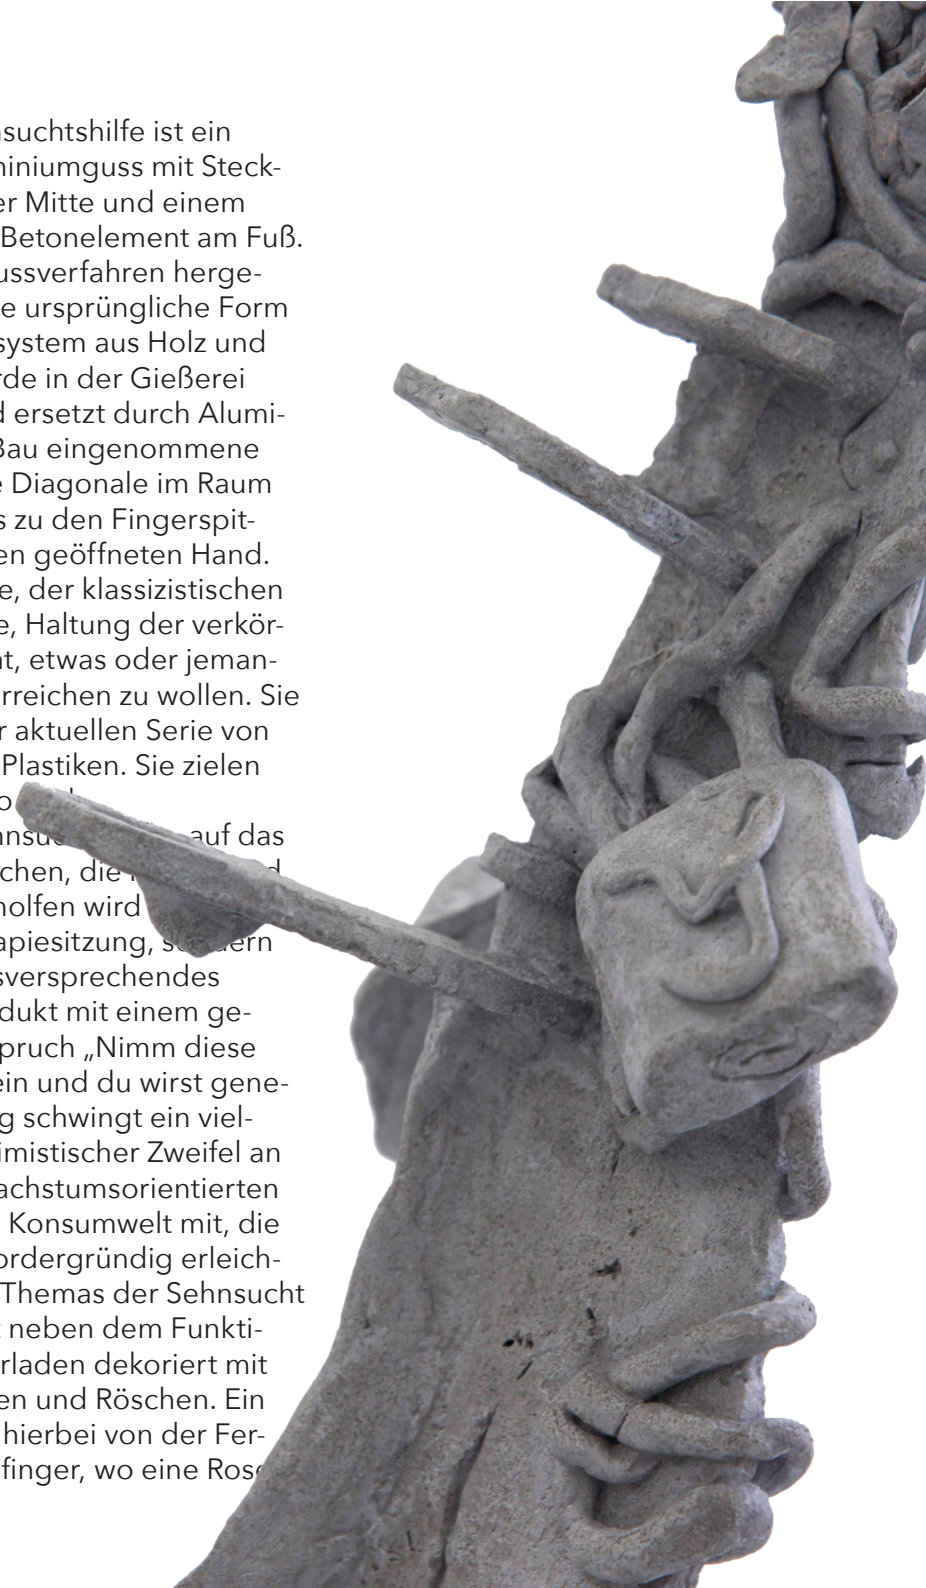 nsuchtshilfe ist ein
miniumguss mit Steck-
er Mitte und einem
Betonelement am Fuß.
ussverfahren herge-
e ursprüngliche Form
system aus Holz und
rde in der Gießerei
d ersetzt durch Alumi-
Bau eingenommene
e Diagonale im Raum
s zu den Fingerspit-
en geöffneten Hand.
e, der klassizistischen
e, Haltung der verkör-
nt, etwas oder jeman-
rreichen zu wollen. Sie
r aktuellen Serie von
Plastiken. Sie zielen
auf das
chen, die
holfen wird
apiesitzung, sondern
sversprechendes
dukt mit einem ge-
pruch „Nimm diese
ein und du wirst gene-
g schwingt ein viel-
imistischer Zweifel an
achstumsorientierten
Konsumwelt mit, die
ordergründig erleich-
Themas der Sehnsucht
t neben dem Funkti-
rladen dekoriert mit
en und Röschen. Ein
hierbei von der Fer-
finger, wo eine Rose